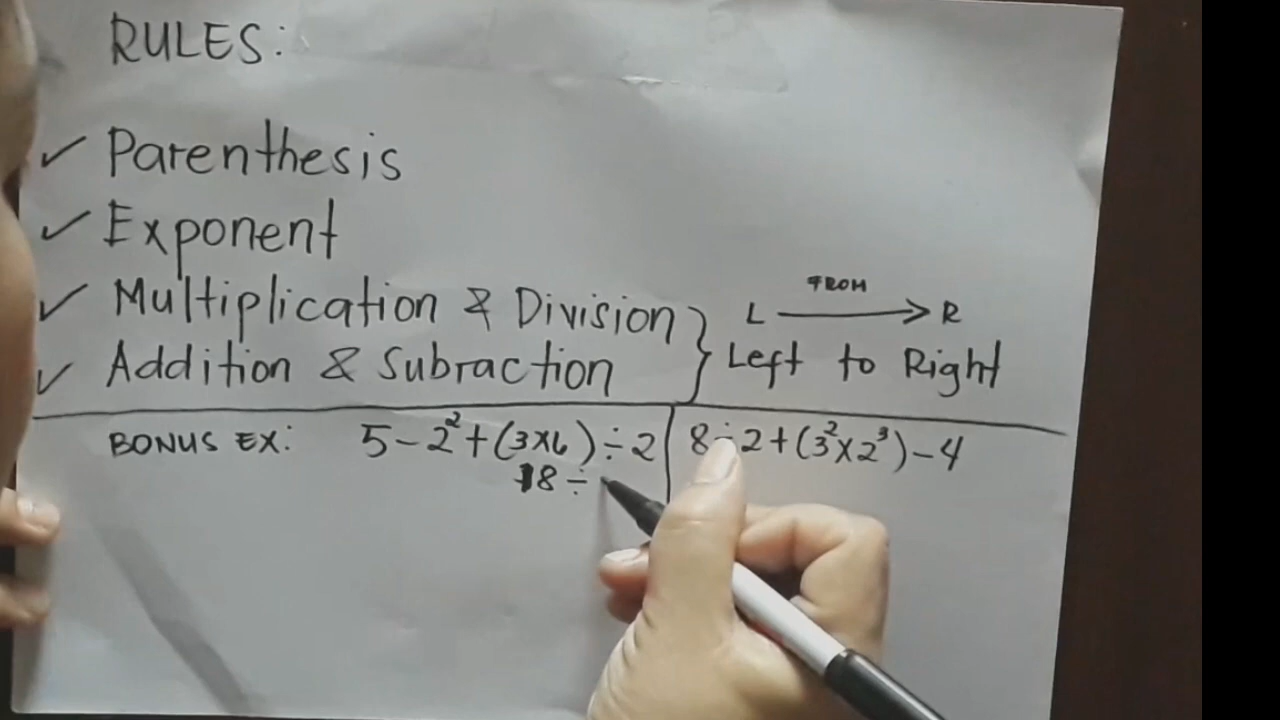 RULES:
✓ Parenthesis
✓ Exponent
✓ Multiplication & Division
✓ Addition & Subraction
FROM
L ⟶ R
Left to Right
BONUS EX: 5 - 2² + (3x6) ÷ 2
18 ÷
8 ÷ 2 + (3² x 2³) - 4